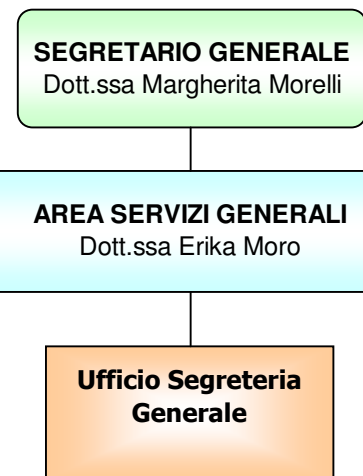 SEGRETARIO GENERALE
Dott.ssa Margherita Morelli
AREA SERVIZI GENERALI
Dott.ssa Erika Moro
Ufficio Segreteria
Generale